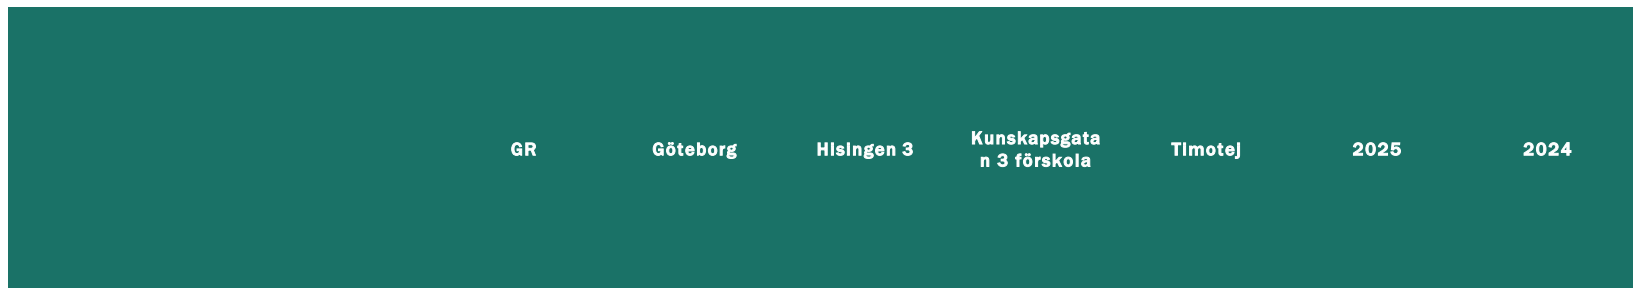 GR Göteborg Hisingen 3 Kunskapsgata
n 3 förskola Timotej 2025 2024